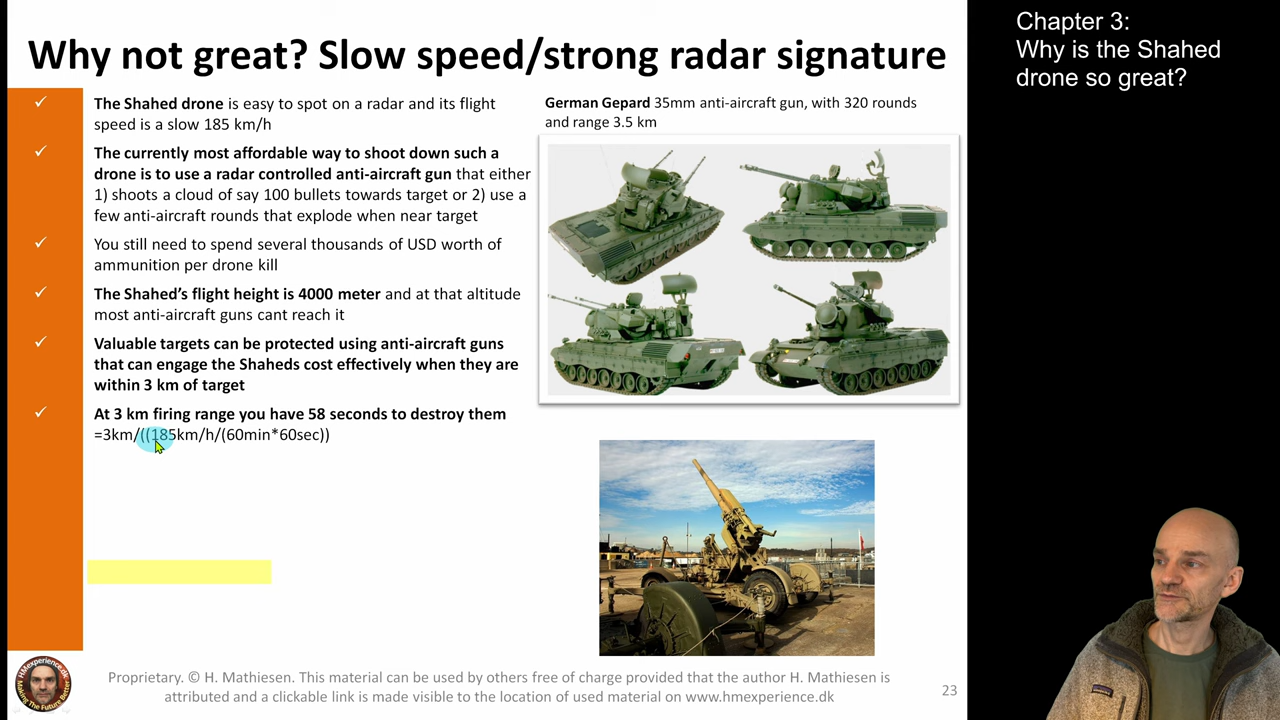 Why not great? Slow speed/strong radar signature
The Shahed drone is easy to spot on a radar and its flight
speed is a slow 185 km/h
The currently most affordable way to shoot down such a
drone is to use a radar controlled anti-aircraft gun that either
1) shoots a cloud of say 100 bullets towards target or 2) use a
few anti-aircraft rounds that explode when near target
You still need to spend several thousands of USD worth of
ammunition per drone kill
The Shahed's flight height is 4000 meter and at that altitude
most anti-aircraft guns cant reach it
Valuable targets can be protected using anti-aircraft guns
that can engage the Shaheds cost effectively when they are
within 3 km of target
At 3 km firing range you have 58 seconds to destroy them
=3km/((185km/h/(60min*60sec))
German Gepard 35mm anti-aircraft gun, with 320 rounds
and range 3.5 km
Chapter 3:
Why is the Shahed
drone so great?
HMexperience.dk
Making The Future Better
Proprietary. © H. Mathiesen. This material can be used by others free of charge provided that the author H. Mathiesen is
attributed and a clickable link is made visible to the location of used material on www.hmexperience.dk
23